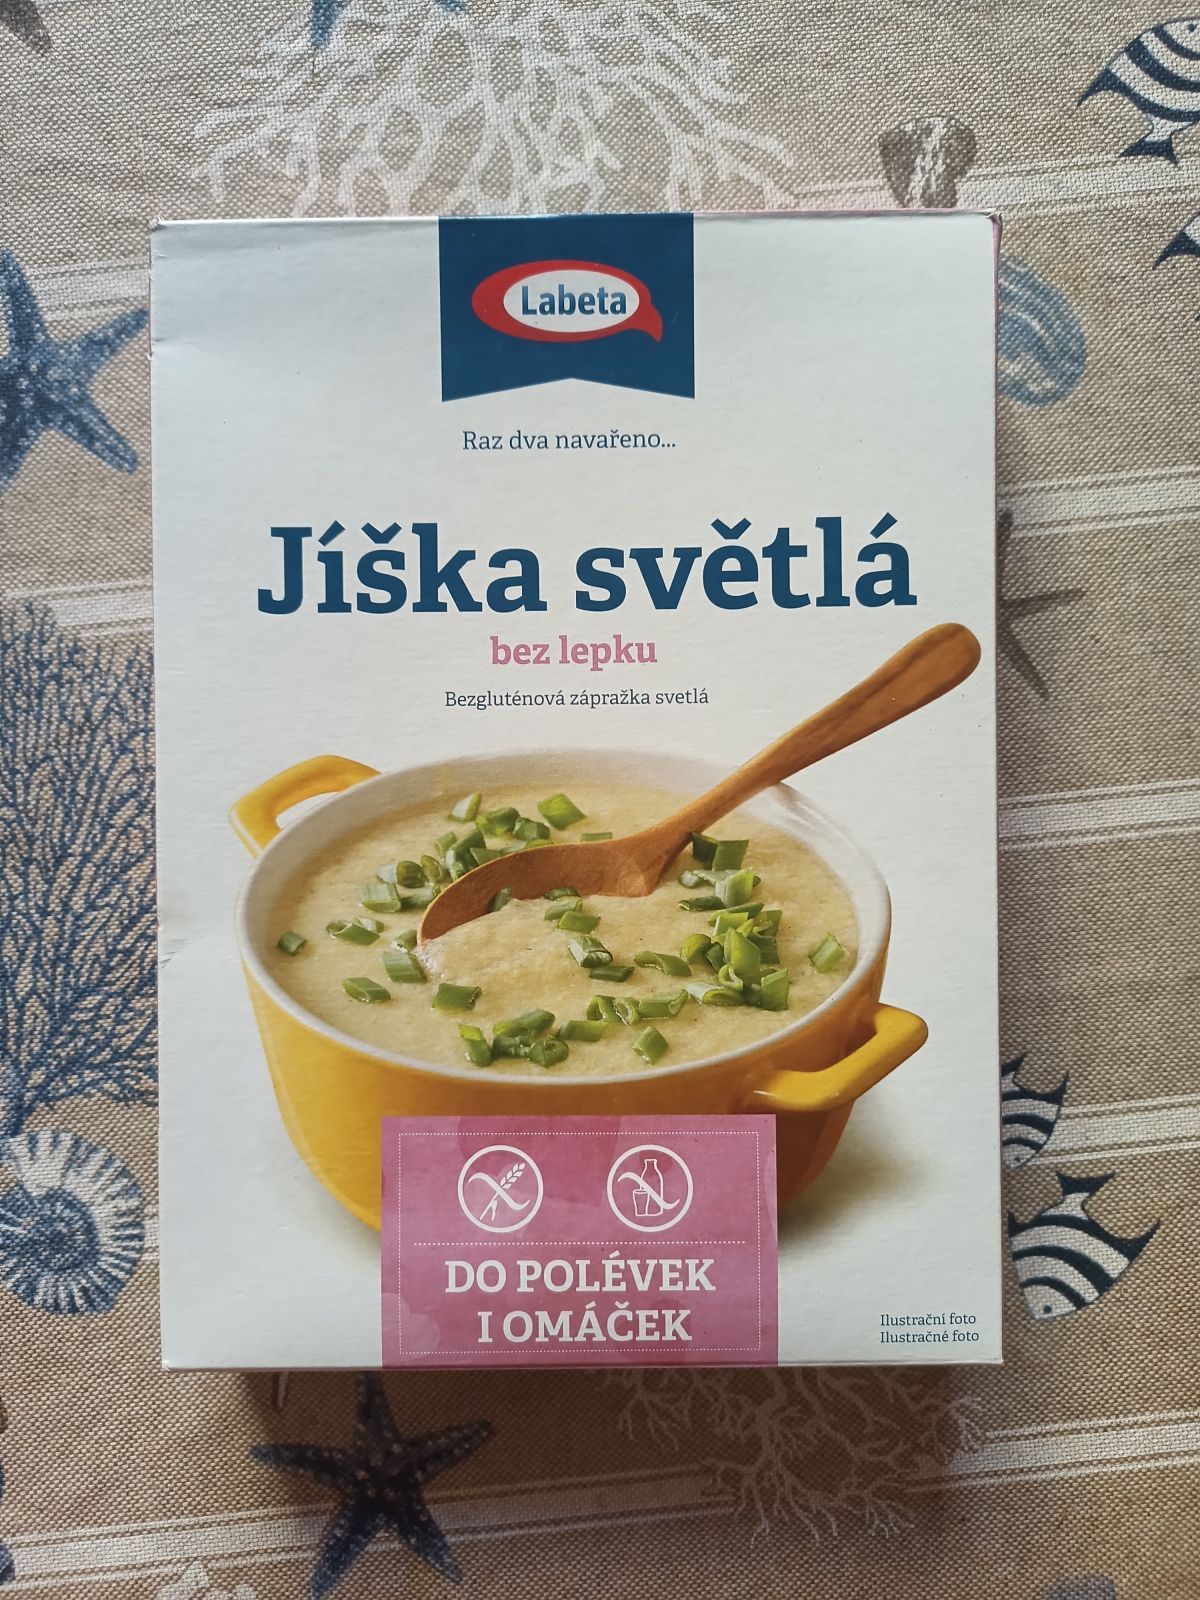 Labeta
Raz dva navařeno...
Jíška světlá
bez lepku
Bezgluténová zápražka svetlá
DO POLÉVEK
I OMÁČEK
Ilustrační foto
Ilustračné foto